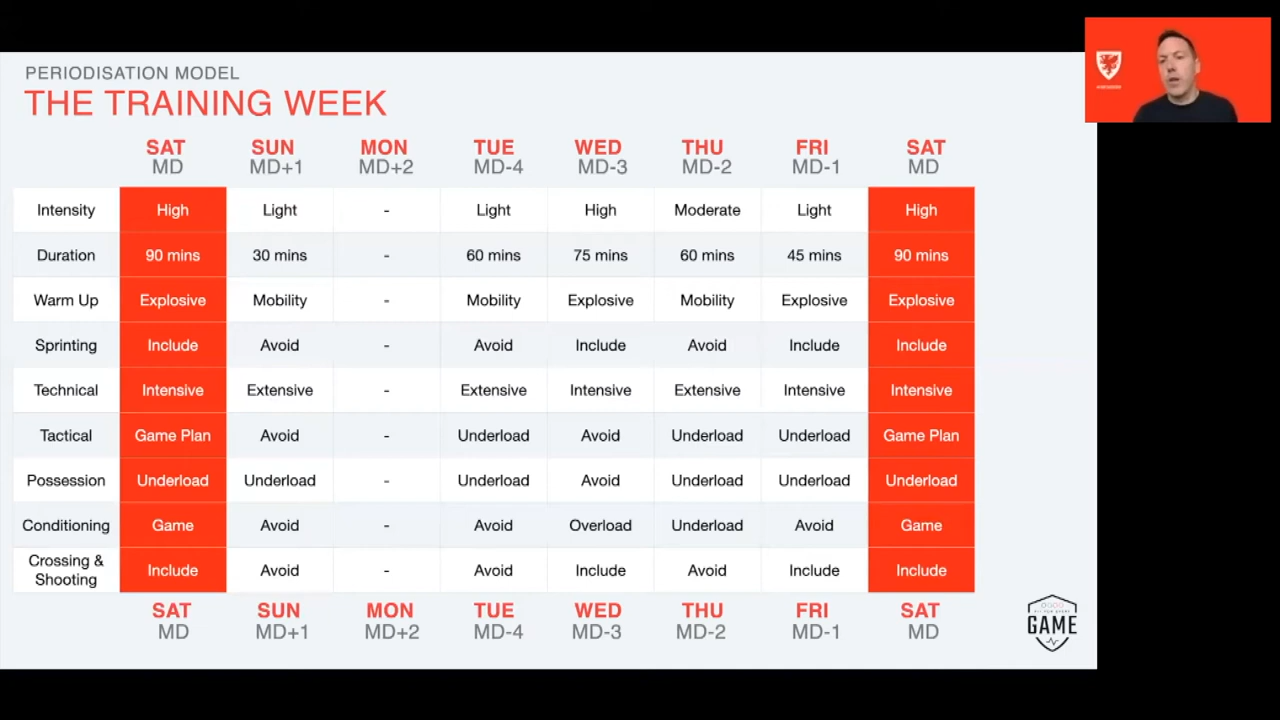 PERIODISATION MODEL
THE TRAINING WEEK
SAT SUN MON TUE WED THU FRI SAT
MD MD+1 MD+2 MD-4 MD-3 MD-2 MD-1 MD
Intensity High Light - Light High Moderate Light High
Duration 90 mins 30 mins - 60 mins 75 mins 60 mins 45 mins 90 mins
Warm Up Explosive Mobility - Mobility Explosive Mobility Explosive Explosive
Sprinting Include Avoid - Avoid Include Avoid Include Include
Technical Intensive Extensive - Extensive Intensive Extensive Intensive Intensive
Tactical Game Plan Avoid - Underload Avoid Underload Underload Game Plan
Possession Underload Underload - Underload Avoid Underload Underload Underload
Conditioning Game Avoid - Avoid Overload Underload Avoid Game
Crossing &
Shooting Include Avoid - Avoid Include Avoid Include Include
SAT SUN MON TUE WED THU FRI SAT
MD MD+1 MD+2 MD-4 MD-3 MD-2 MD-1 MD
GAME